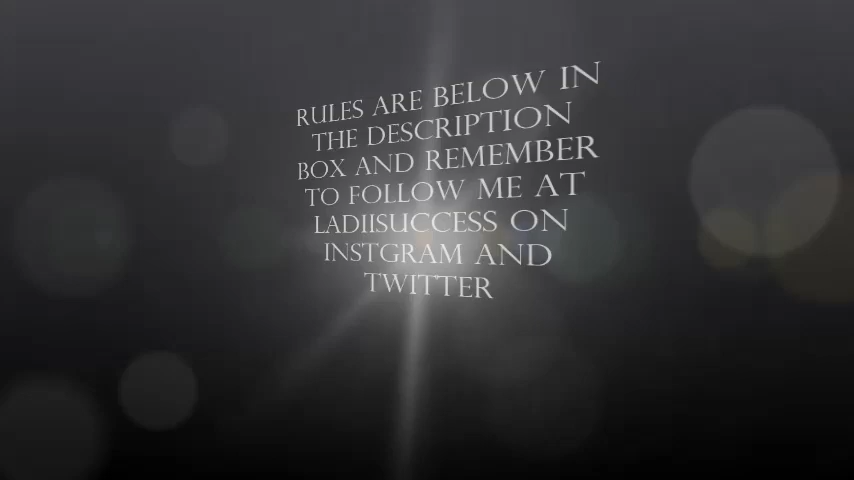 RULES ARE BELOW IN
THE DESCRIPTION
BOX AND REMEMBER
TO FOLLOW ME AT
LADIISUCCESS ON
INSTGRAM AND
TWITTER